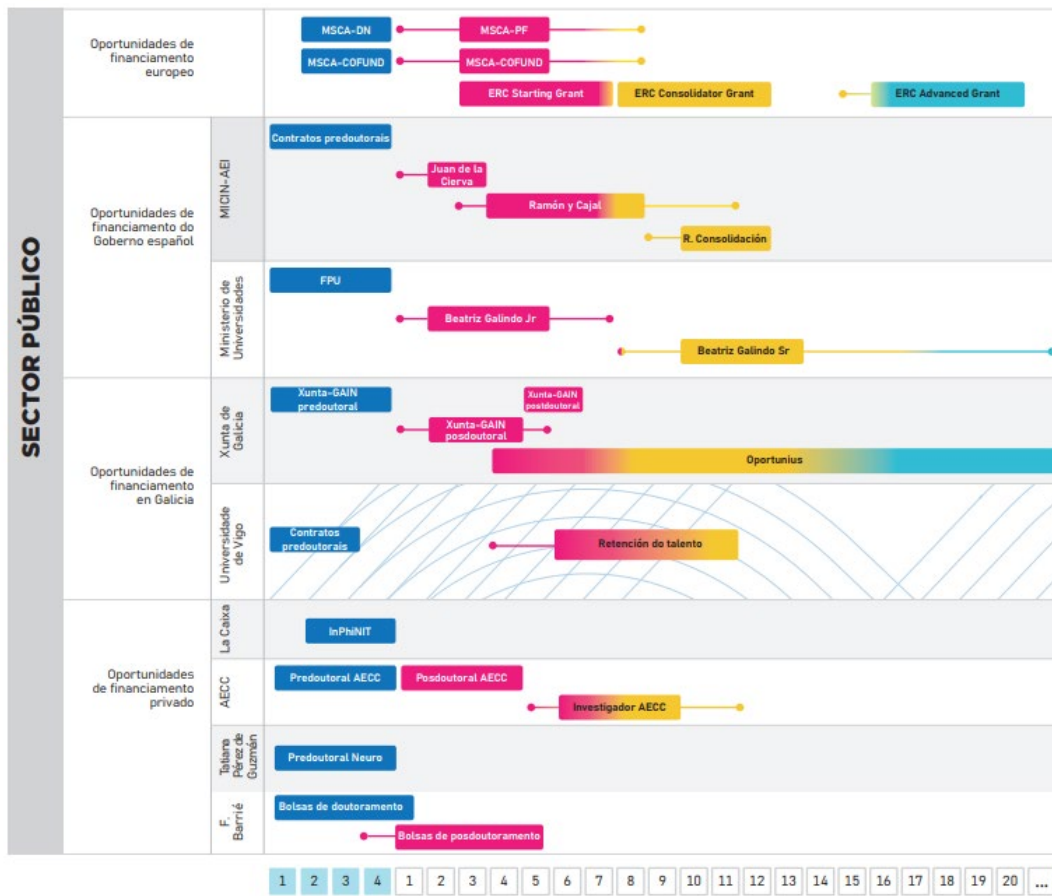 SECTOR PÚBLICO
Oportunidades de
financiamento
europeo
MSCA-DN
MSCA-PF
MSCA-COFUND
MSCA-COFUND
ERC Starting Grant
ERC Consolidator Grant
ERC Advanced Grant
Oportunidades de
financiamento do
Goberno español
MICIN-AEI
Contratos predoutorais
Juan de la
Cierva
Ramón y Cajal
R. Consolidación
Ministerio de
Universidades
FPU
Beatriz Galindo Jr
Beatriz Galindo Sr
Oportunidades de
financiamento
en Galicia
Xunta de
Galicia
Xunta-GAIN
predoutoral
Xunta-GAIN
posdoutoral
Xunta-GAIN
postdoutoral
Oportunius
Universidade
de Vigo
Contratos
predoutorais
Retención do talento
Oportunidades
de financiamento
privado
La Caixa
InPhiNIT
AECC
Predoutoral AECC
Posdoutoral AECC
Investigador AECC
Tatiana
Pérez de
Guzmán
Predoutoral Neuro
F.
Barrié
Bolsas de doutoramento
Bolsas de posdoutoramento
1 2 3 4 1 2 3 4 5 6 7 8 9 10 11 12 13 14 15 16 17 18 19 20 ...